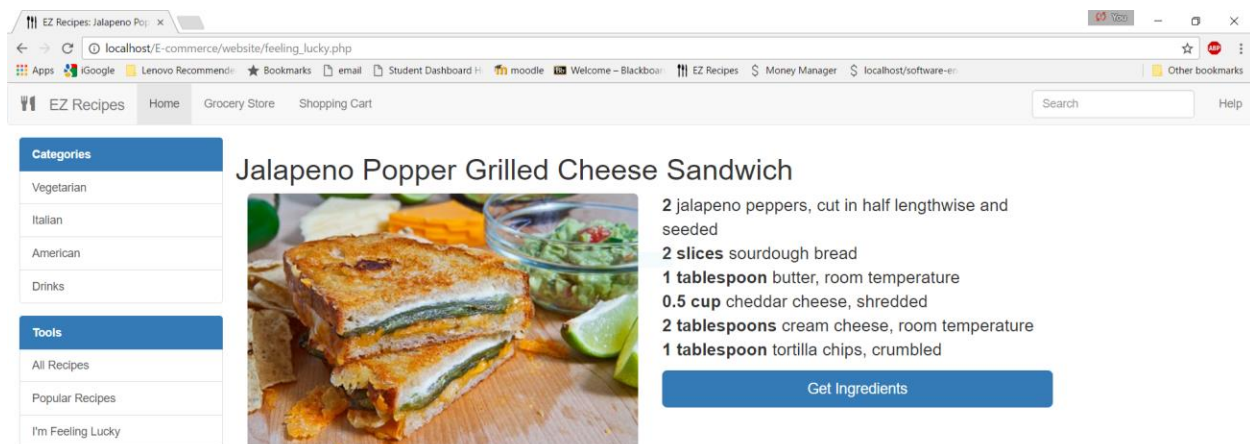 EZ Recipes: Jalapeno Pop
You
localhost/E-commerce/website/feeling_lucky.php
ABP
Apps iGoogle Lenovo Recommende Bookmarks email Student Dashboard H moodle Welcome – Blackboar EZ Recipes Money Manager localhost/software-en Other bookmarks
EZ Recipes Home Grocery Store Shopping Cart Search Help
Categories
Vegetarian
Italian
American
Drinks
Tools
All Recipes
Popular Recipes
I'm Feeling Lucky
Jalapeno Popper Grilled Cheese Sandwich
2 jalapeno peppers, cut in half lengthwise and
seeded
2 slices sourdough bread
1 tablespoon butter, room temperature
0.5 cup cheddar cheese, shredded
2 tablespoons cream cheese, room temperature
1 tablespoon tortilla chips, crumbled
Get Ingredients